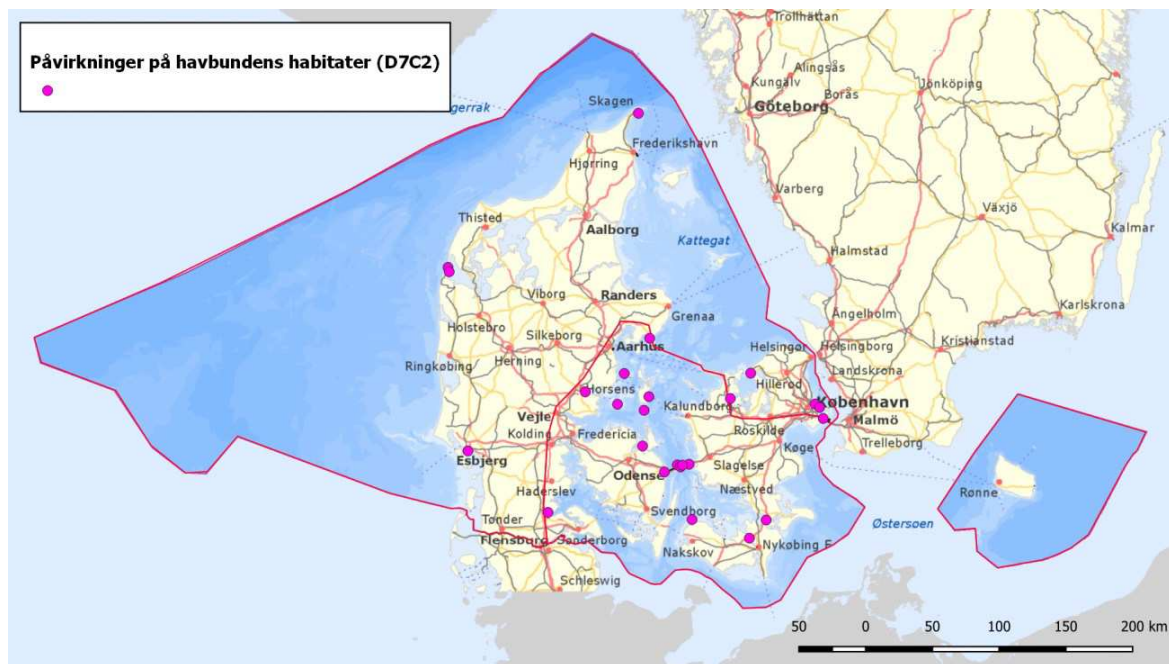 Påvirkninger på havbundens habitater (D7C2)
Trollhättan
Alingsås
Kungälv
Jönköping
Borås
Göteborg
Skagen
gerrak
Frederikshavn
Hjørring
Varberg
Växjö
Thisted
Aalborg
Kalmar
Kattegat
Halmstad
Viborg
Randers
Grenaa
Karlskrona
Holstebro
Ängelholm
Silkeborg
Aarhus
Helsingør
Helsingborg
Kristianstad
Herning
Ringkøbing
Hillerød
Landskrona
Horsens
København
Vejle
Kalundborg
Malmö
Kolding
Fredericia
Roskilde
Trelleborg
Esbjerg
Køge
Odense
Slagelse
Haderslev
Næstved
Rønne
Svendborg
Tønder
Østersøen
Flensburg
Sønderborg
Nakskov
Nykøbing F
Schleswig
50 0 50 100 150 200 km